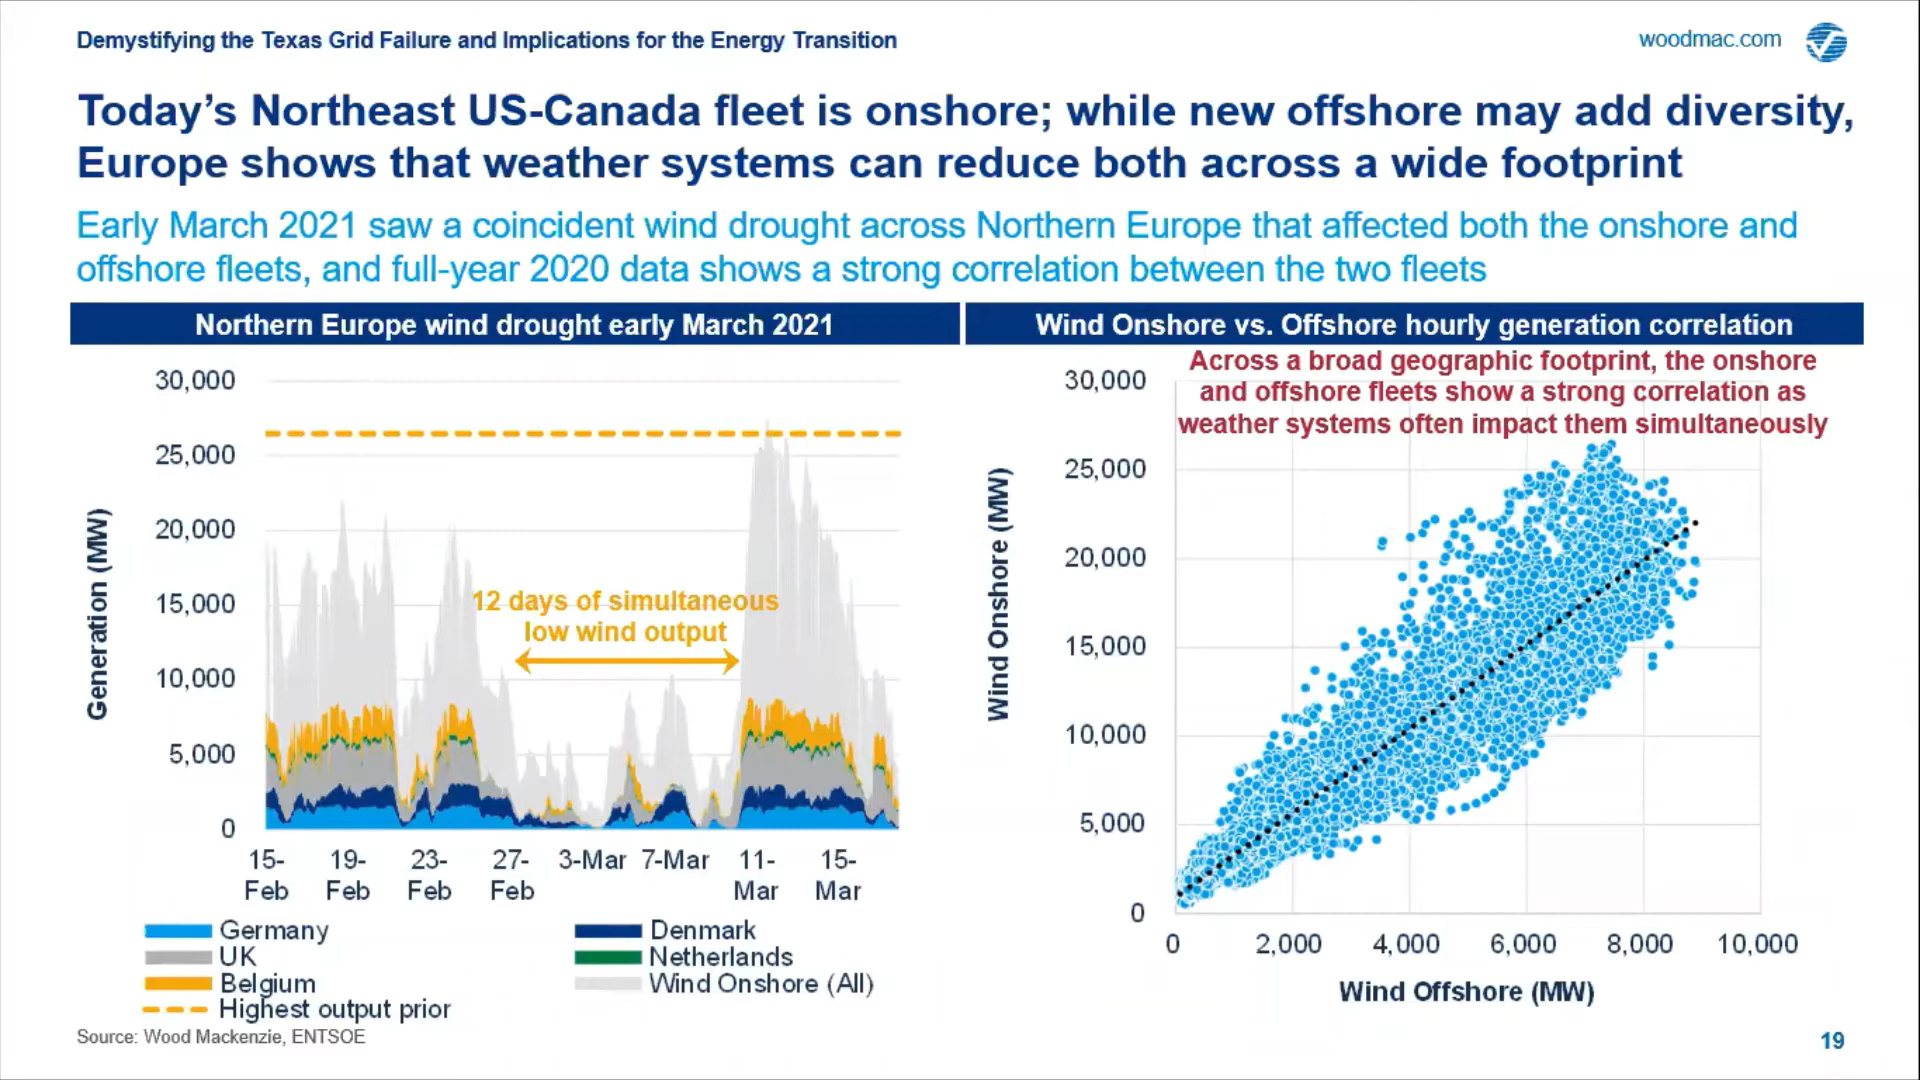 Demystifying the Texas Grid Failure and Implications for the Energy Transition
woodmac.com
Today's Northeast US-Canada fleet is onshore; while new offshore may add diversity,
Europe shows that weather systems can reduce both across a wide footprint
Early March 2021 saw a coincident wind drought across Northern Europe that affected both the onshore and
offshore fleets, and full-year 2020 data shows a strong correlation between the two fleets
Northern Europe wind drought early March 2021
Generation (MW)
30,000
25,000
20,000
15,000
10,000
5,000
0
12 days of simultaneous
low wind output
15-
Feb
19-
Feb
23-
Feb
27-
Feb
3-Mar
7-Mar
11-
Mar
15-
Mar
Germany
Denmark
UK
Netherlands
Belgium
Wind Onshore (All)
Highest output prior
Wind Onshore vs. Offshore hourly generation correlation
Across a broad geographic footprint, the onshore
and offshore fleets show a strong correlation as
weather systems often impact them simultaneously
Wind Onshore (MW)
30,000
25,000
20,000
15,000
10,000
5,000
0
0
2,000
4,000
6,000
8,000
10,000
Wind Offshore (MW)
Source: Wood Mackenzie, ENTSOE
19